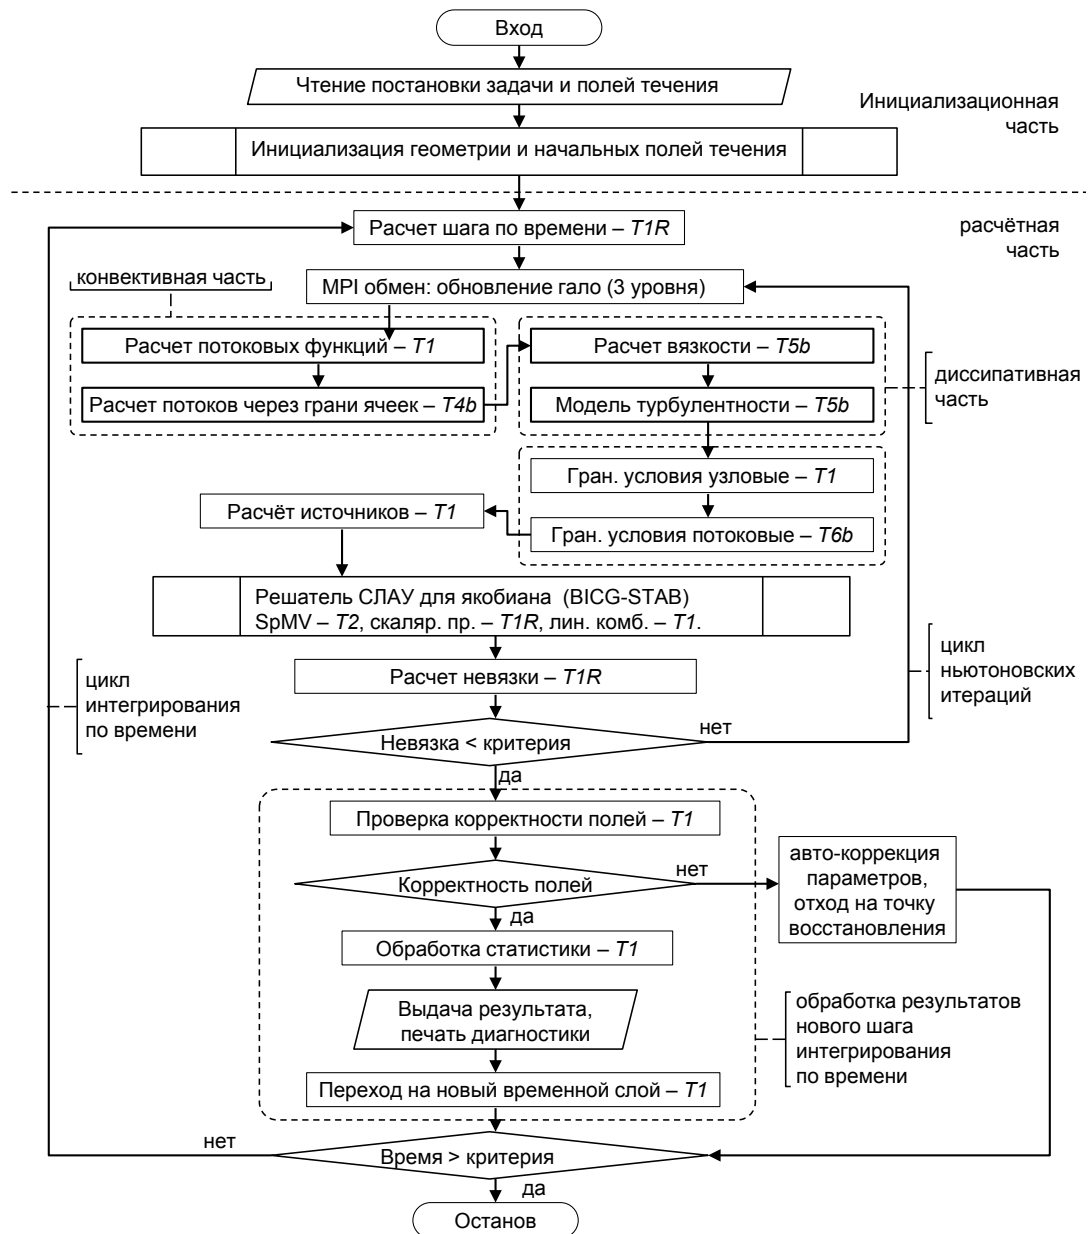 Вход
Чтение постановки задачи и полей течения
Инициализационная
часть
Инициализация геометрии и начальных полей течения
Расчет шага по времени – T1R
расчётная
часть
конвективная часть
MPI обмен: обновление гало (3 уровня)
Расчет потоковых функций – T1
Расчет вязкости – T5b
диссипативная
часть
Расчет потоков через грани ячеек – T4b
Модель турбулентности – T5b
Гран. условия узловые – T1
Расчёт источников – T1
Гран. условия потоковые – T6b
Решатель СЛАУ для якобиана (BICG-STAB)
SpMV – T2, скаляр. пр. – T1R, лин. комб. – T1.
цикл
интегрирования
по времени
Расчет невязки – T1R
цикл
ньютоновских
итераций
Невязка < критерия
нет
да
Проверка корректности полей – T1
Корректность полей
нет
авто-коррекция
параметров,
отход на точку
восстановления
да
Обработка статистики – T1
Выдача результата,
печать диагностики
обработка результатов
нового шага
интегрирования
по времени
Переход на новый временной слой – T1
нет
Время > критерия
да
Останов